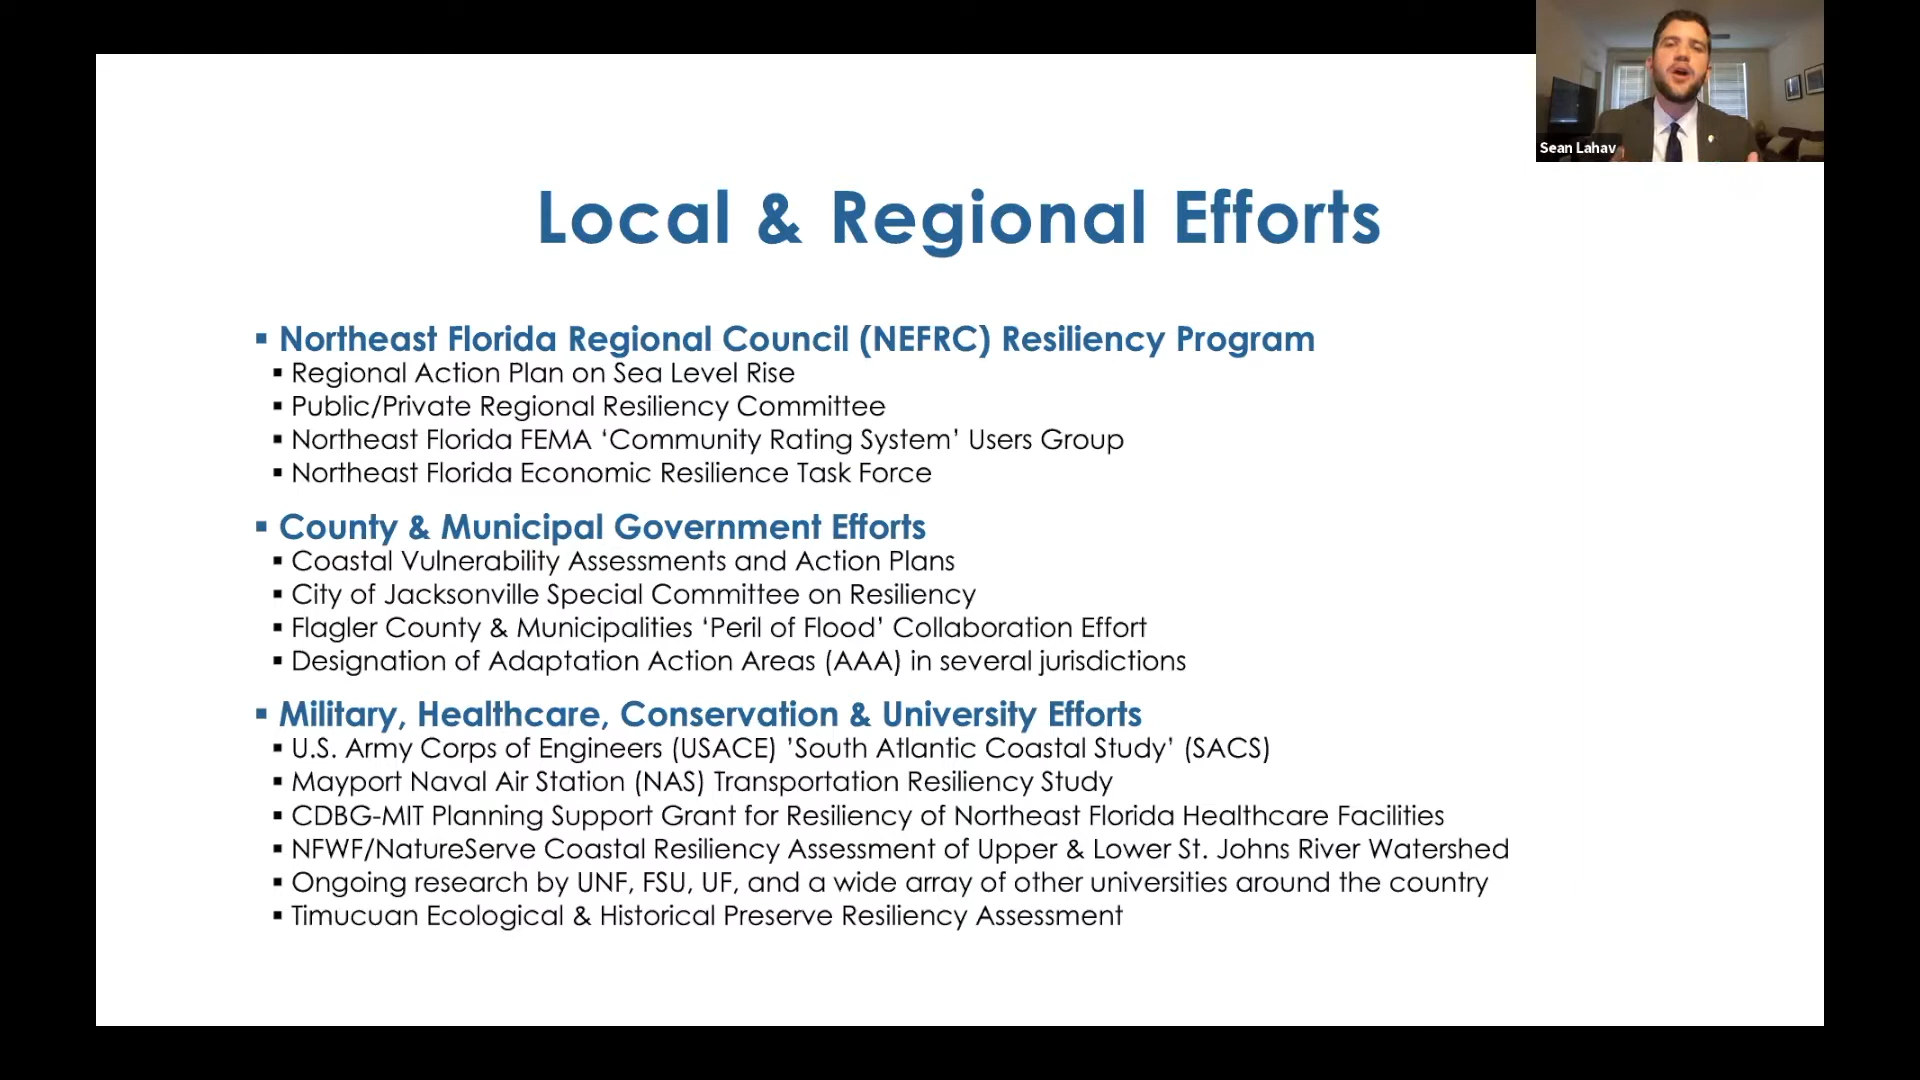 Sean Lahav
Local & Regional Efforts
▪ Northeast Florida Regional Council (NEFRC) Resiliency Program
▪ Regional Action Plan on Sea Level Rise
▪ Public/Private Regional Resiliency Committee
▪ Northeast Florida FEMA ‘Community Rating System’ Users Group
▪ Northeast Florida Economic Resilience Task Force
▪ County & Municipal Government Efforts
▪ Coastal Vulnerability Assessments and Action Plans
▪ City of Jacksonville Special Committee on Resiliency
▪ Flagler County & Municipalities ‘Peril of Flood’ Collaboration Effort
▪ Designation of Adaptation Action Areas (AAA) in several jurisdictions
▪ Military, Healthcare, Conservation & University Efforts
▪ U.S. Army Corps of Engineers (USACE) ’South Atlantic Coastal Study’ (SACS)
▪ Mayport Naval Air Station (NAS) Transportation Resiliency Study
▪ CDBG-MIT Planning Support Grant for Resiliency of Northeast Florida Healthcare Facilities
▪ NFWF/NatureServe Coastal Resiliency Assessment of Upper & Lower St. Johns River Watershed
▪ Ongoing research by UNF, FSU, UF, and a wide array of other universities around the country
▪ Timucuan Ecological & Historical Preserve Resiliency Assessment